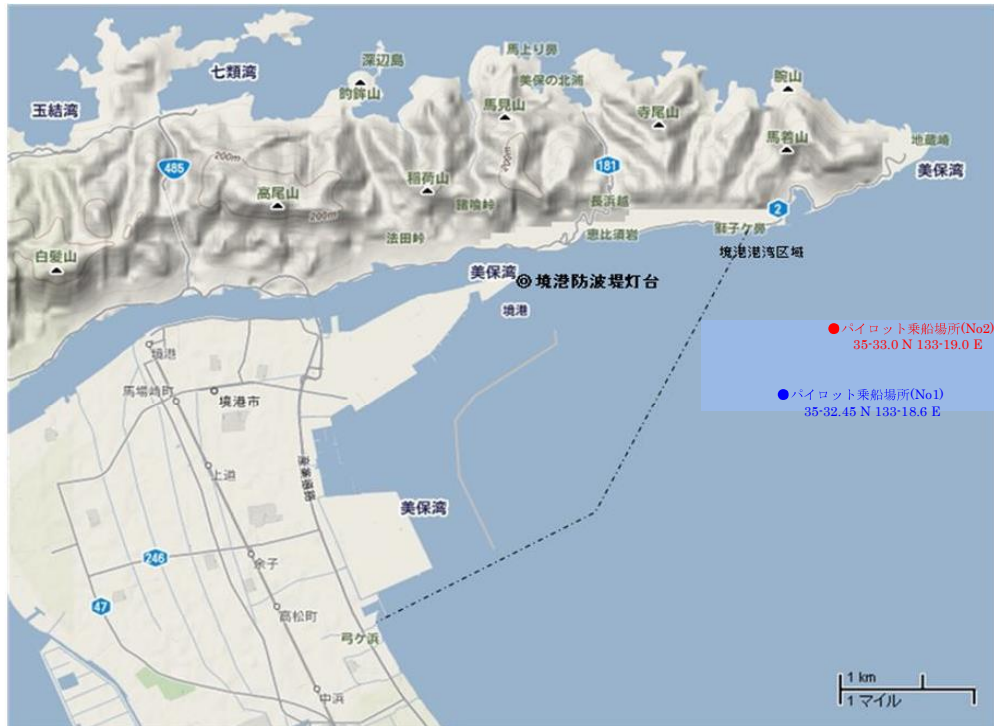 馬上り鼻
深辺島
七類湾
美保の北浦
腕山
馬見山
玉結湾
寺尾山
馬着山
地蔵崎
200m
200m
181
美保湾
485
稲荷山
高尾山
長浜越
2
諸喰峠
200m
恵比須岩
獅子ケ鼻
法田峠
境港港湾区域
白髪山
美保湾
境港防波堤灯台
境港
パイロット乗船場所(No2)
35-33.0 N 133-19.0 E
境港
馬場崎町
パイロット乗船場所(No1)
境港市
35-32.45 N 133-18.6 E
上道
美保湾
246
余子
47
高松町
弓ケ浜
中浜
1 km
1 マイル